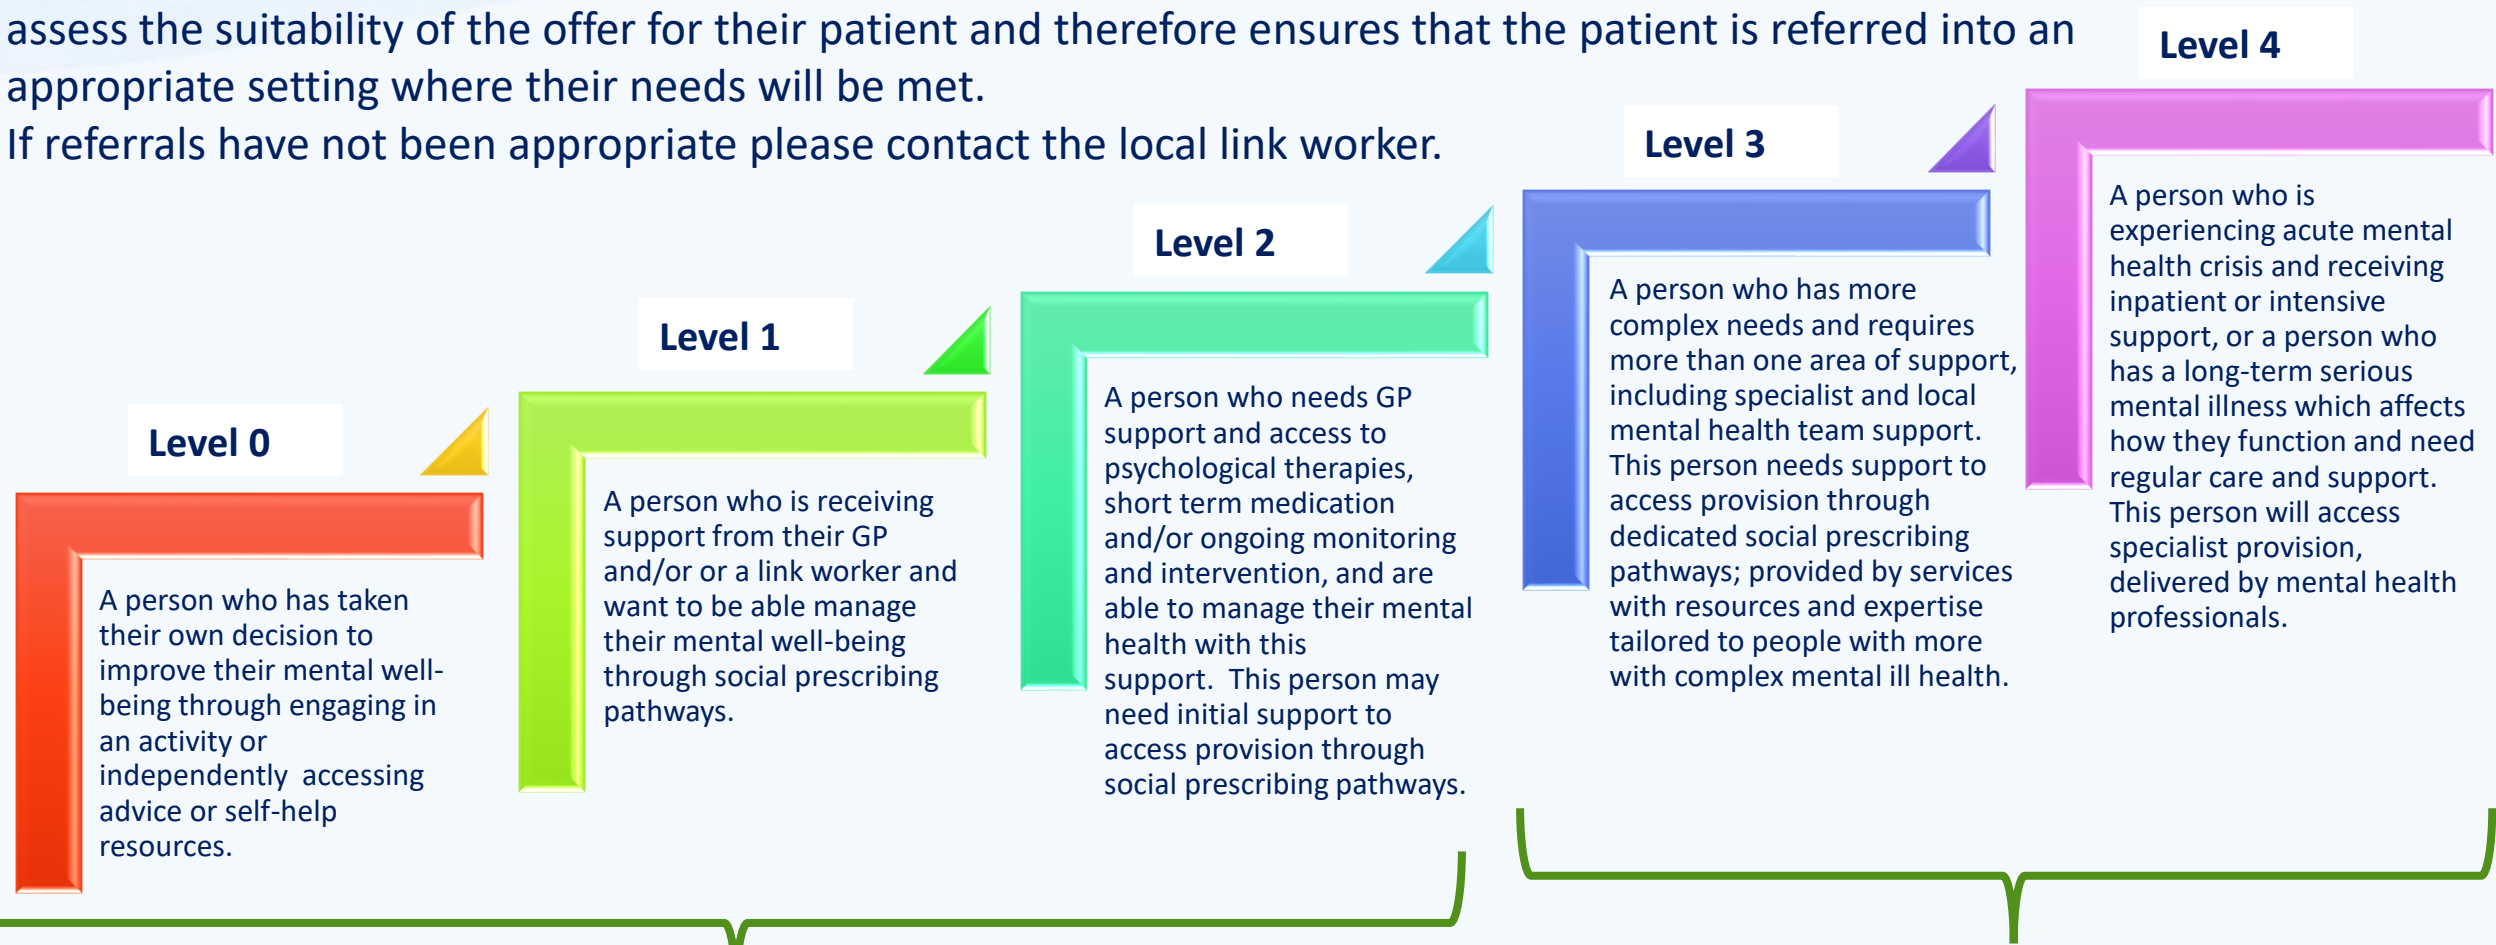 assess the suitability of the offer for their patient and therefore ensures that the patient is referred into an
appropriate setting where their needs will be met.
If referrals have not been appropriate please contact the local link worker.
Level 0
A person who has taken
their own decision to
improve their mental well-
being through engaging in
an activity or
independently  accessing
advice or self-help
resources.
Level 1
A person who is receiving
support from their GP
and/or or a link worker and
want to be able manage
their mental well-being
through social prescribing
pathways.
Level 2
A person who needs GP
support and access to
psychological therapies,
short term medication
and/or ongoing monitoring
and intervention, and are
able to manage their mental
health with this
support.  This person may
need initial support to
access provision through
social prescribing pathways.
Level 3
A person who has more
complex needs and requires
more than one area of support,
including specialist and local
mental health team support.
This person needs support to
access provision through
dedicated social prescribing
pathways; provided by services
with resources and expertise
tailored to people with more
with complex mental ill health.
Level 4
A person who is
experiencing acute mental
health crisis and receiving
inpatient or intensive
support, or a person who
has a long-term serious
mental illness which affects
how they function and need
regular care and support.
This person will access
specialist provision,
delivered by mental health
professionals.